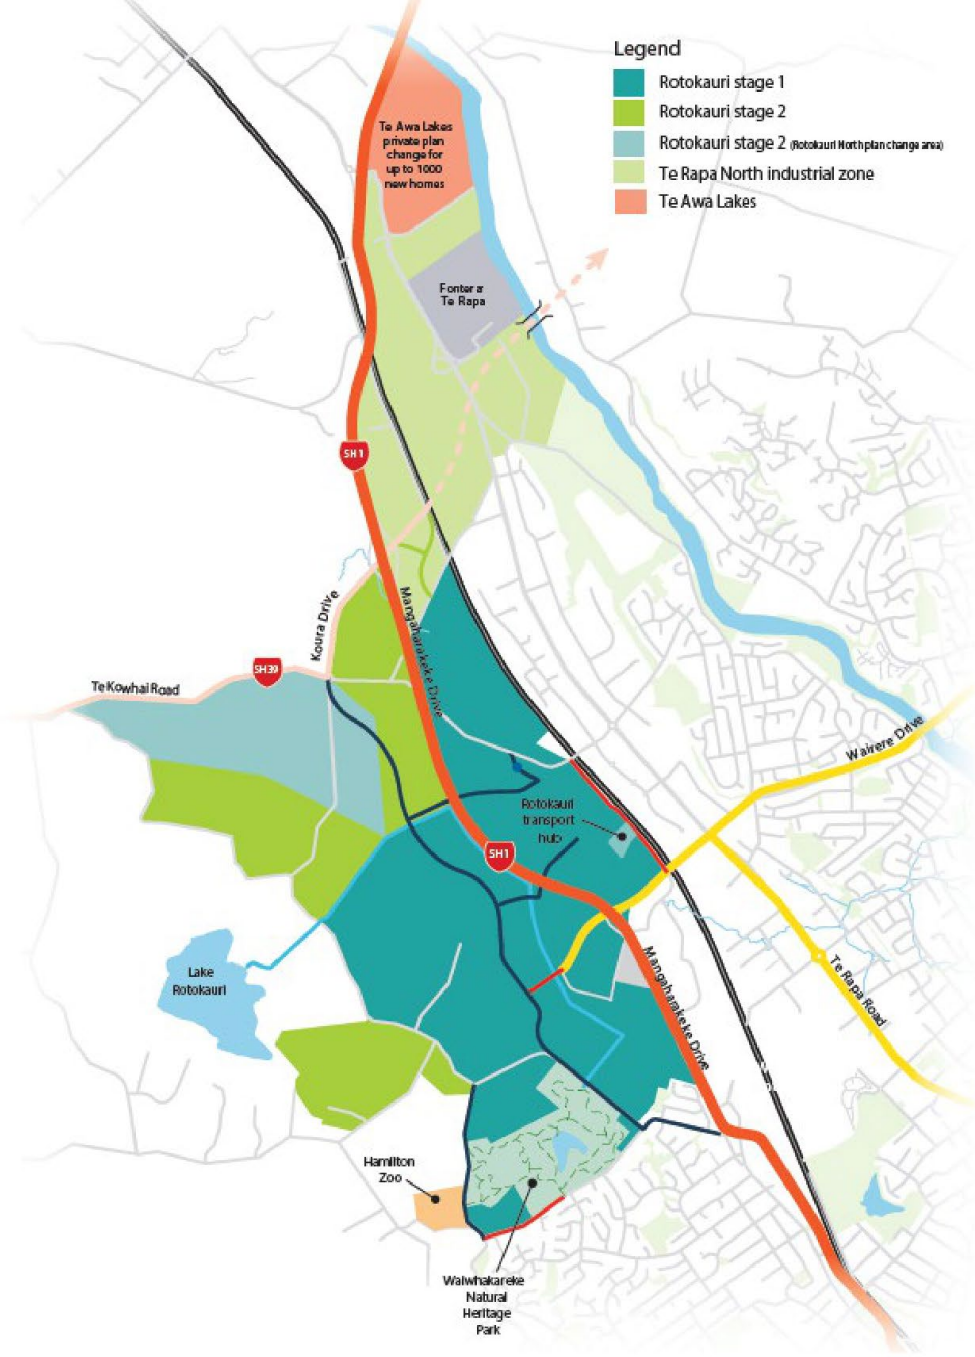 Legend
Rotokauri stage 1
Rotokauri stage 2
Rotokauri stage 2 (Rotokauri North plan change area)
Te Rapa North industrial zone
Te Awa Lakes
Te Awa Lakes
private plan
change for
up to 1000
new homes
Fonterra
Te Rapa
SH1
Koura Drive
Mangaharakeke Drive
SH39
Te Kowhai Road
Wairere Drive
Rotokauri
transport
hub
SH1
Lake
Rotokauri
Mangaharakeke Drive
Te Rapa Road
Hamilton
Zoo
Waiwhakareke
Natural
Heritage
Park